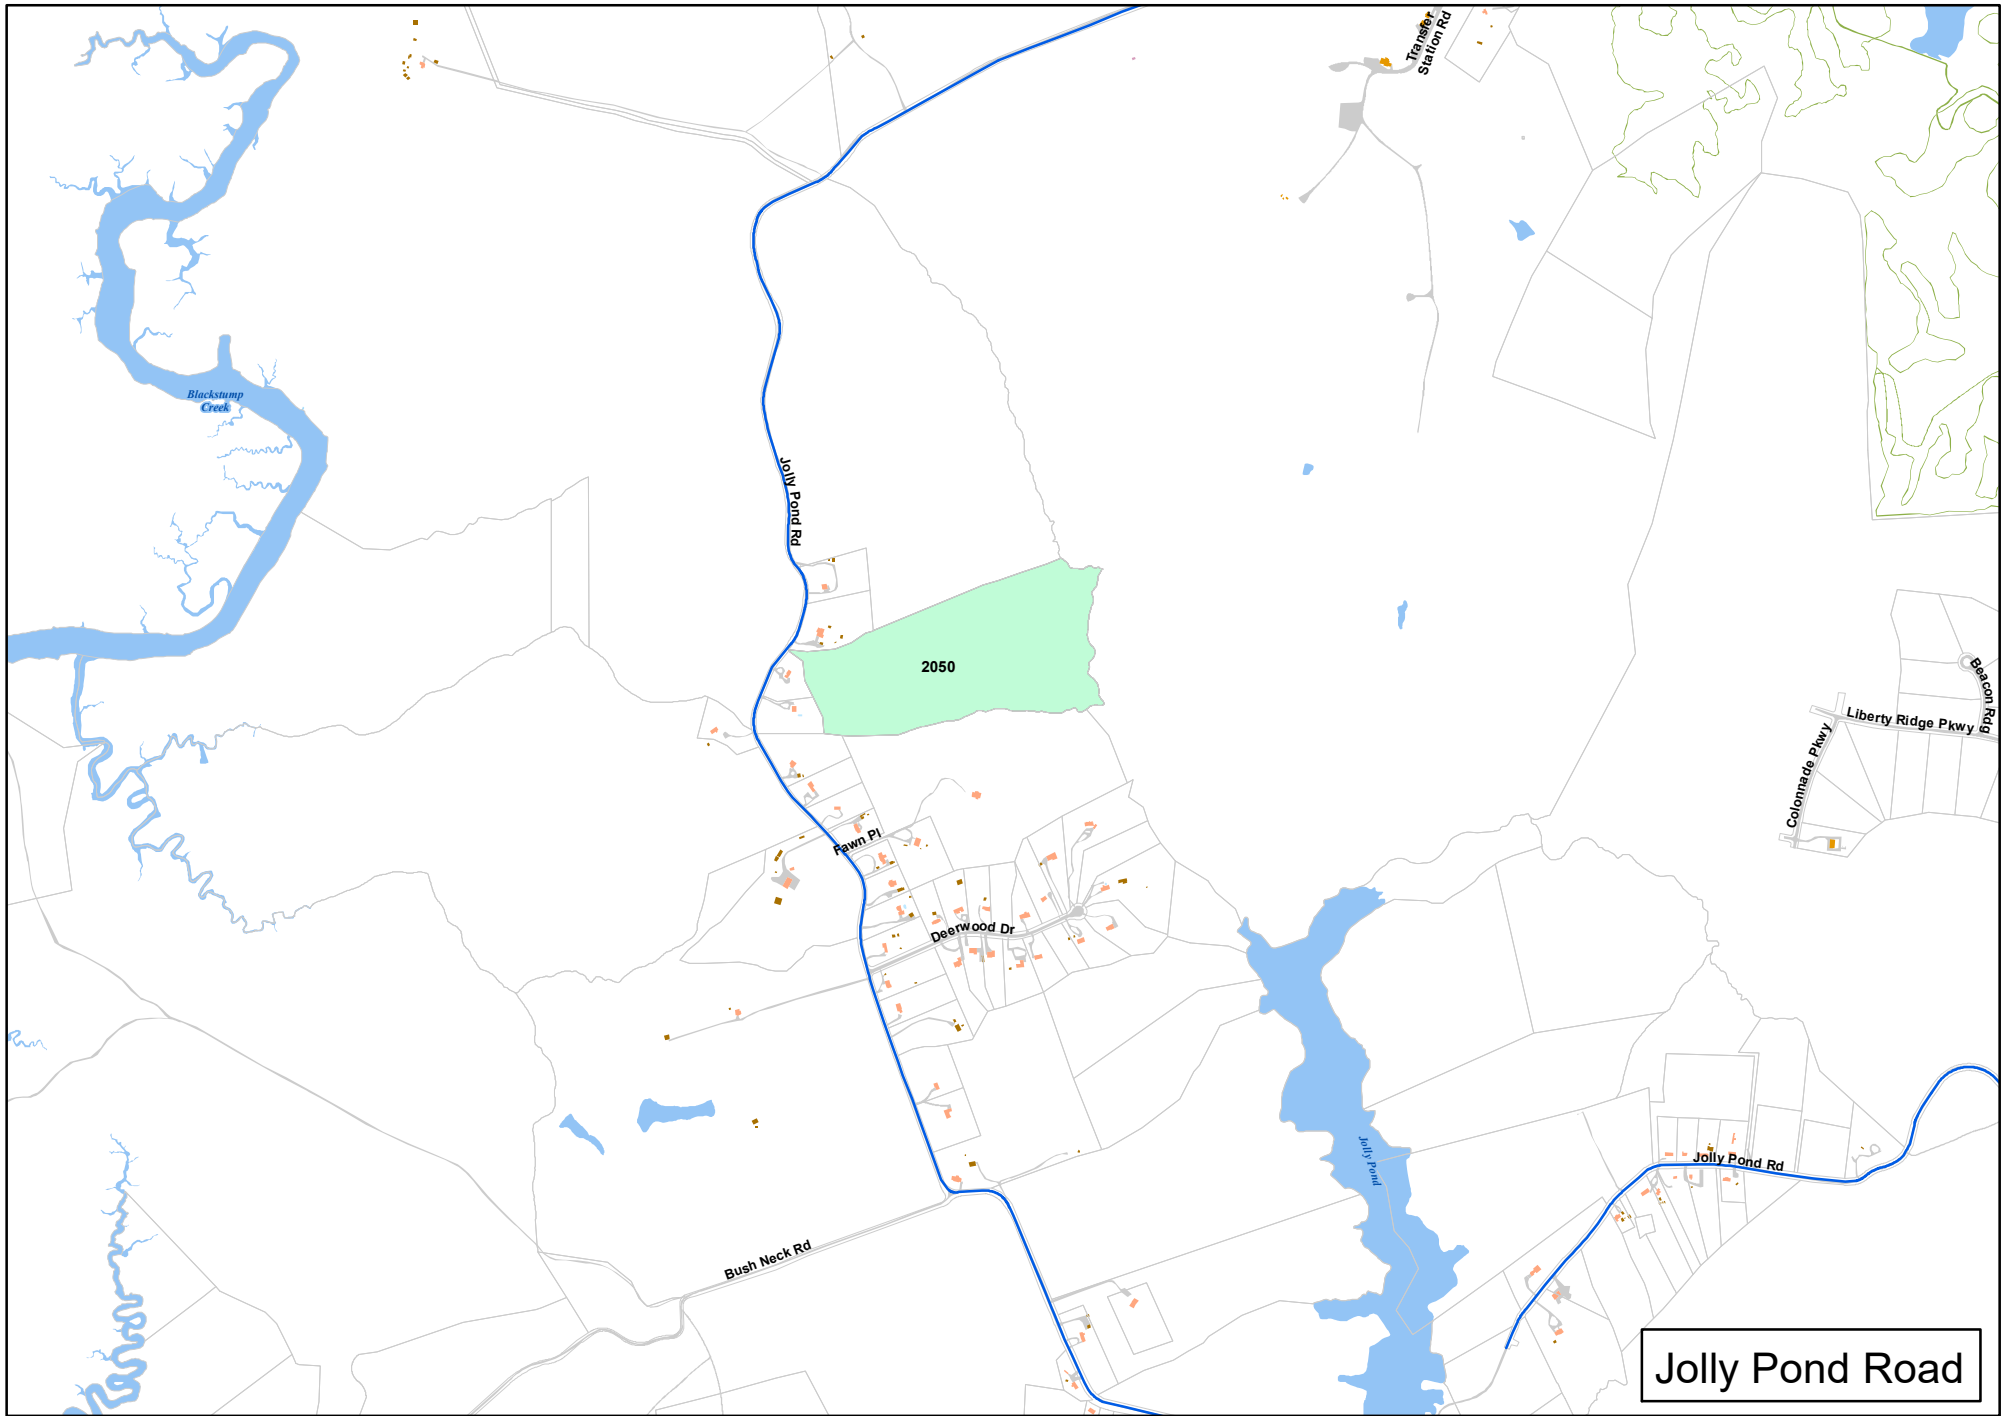 Transfer
Station Rd
Blackstump
Creek
Jolly Pond Rd
2050
Beacon Rdg
Liberty Ridge Pkwy
Colonnade Pkwy
Fawn Pl
Deerwood Dr
Jolly Pond
Jolly Pond Rd
Bush Neck Rd
Jolly Pond Road